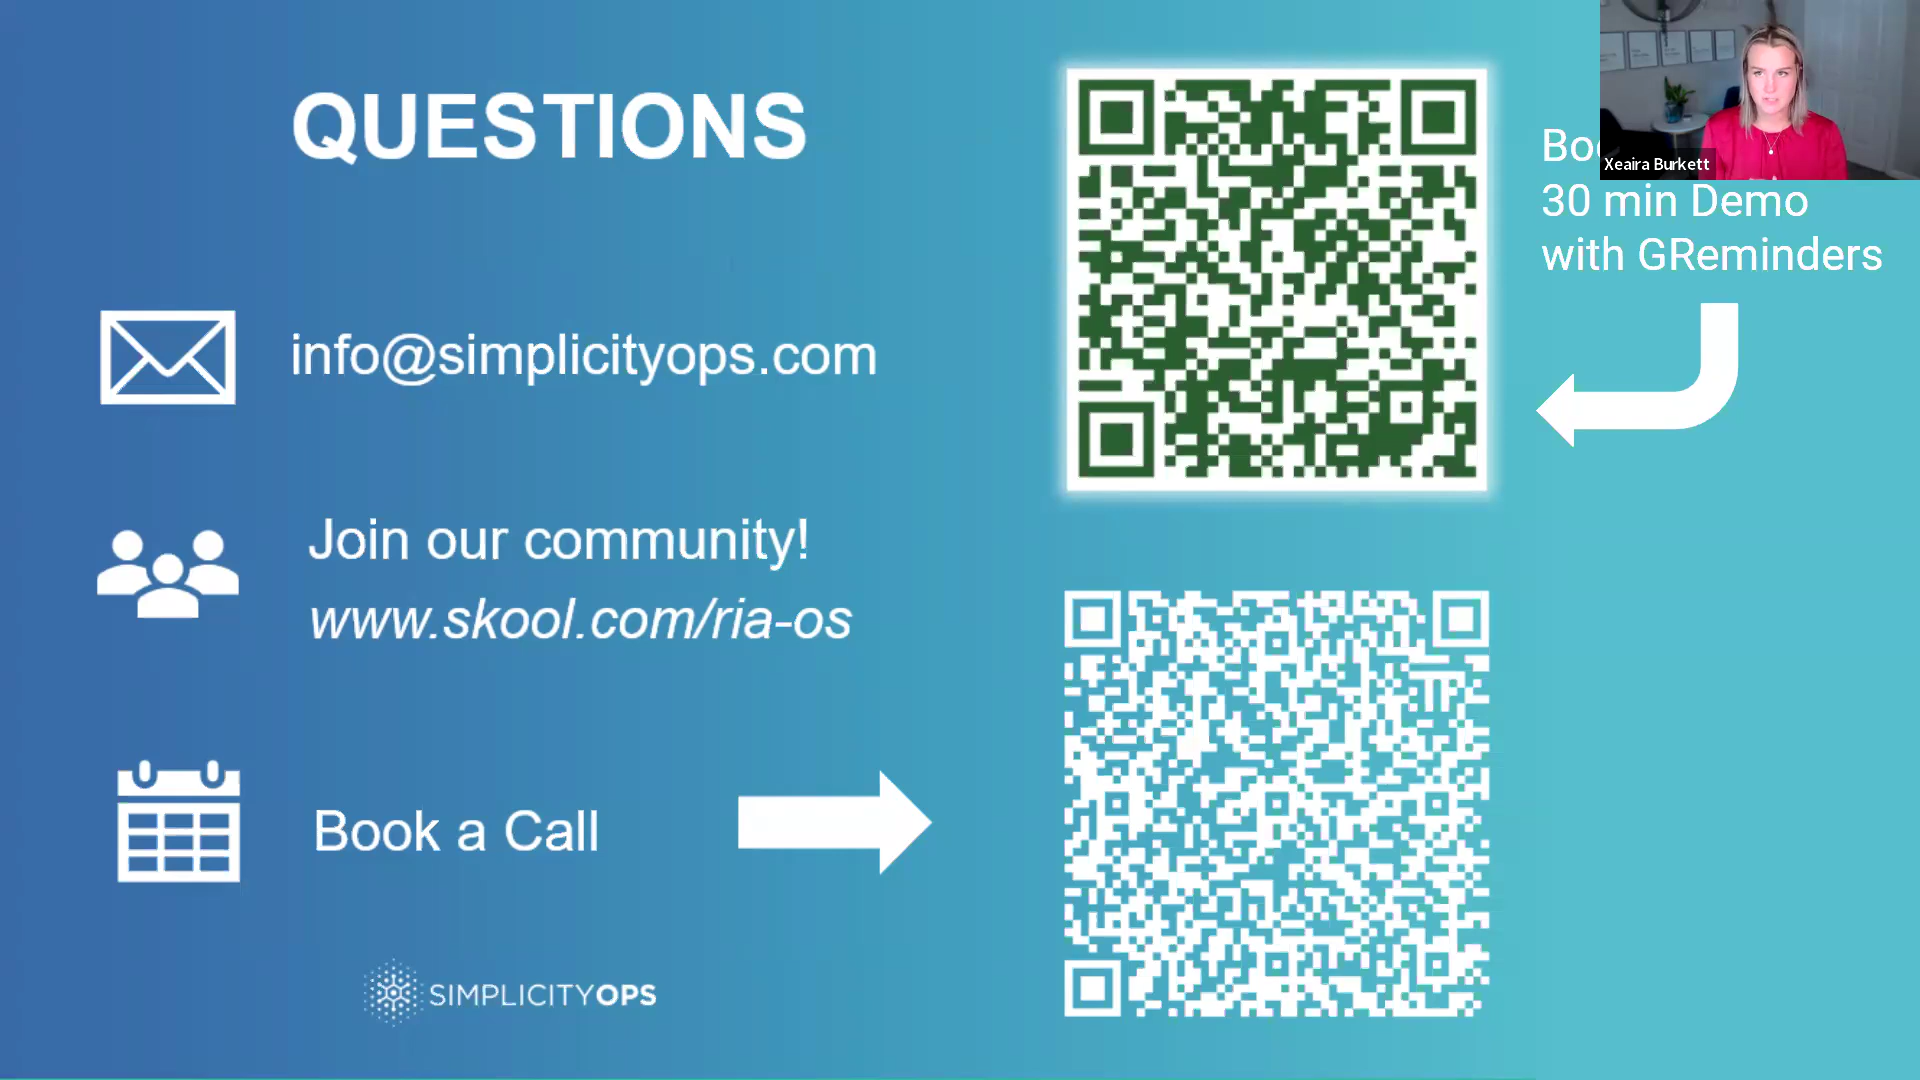 QUESTIONS
info@simplicityops.com
Join our community!
www.skool.com/ria-os
Book a Call
SIMPLICITYOPS
30 min Demo
with GReminders
Xeaira Burkett